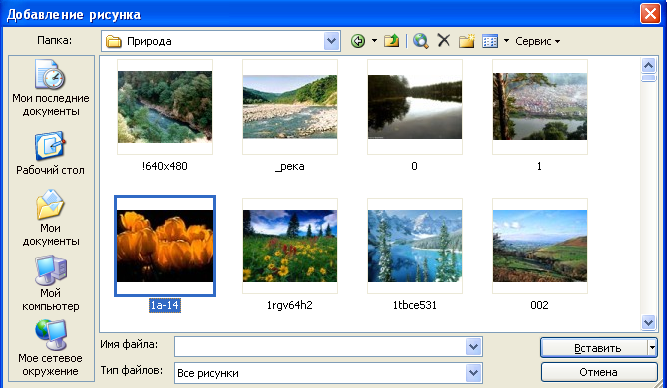 Добавление рисунка
Папка:
Природа
Сервис
Мои последние
документы
Рабочий стол
Мои
документы
Мой
компьютер
Мое сетевое
окружение
!640x480
_река
0
1
1a-14
1rgv64h2
1tbce531
002
Имя файла:
Вставить
Тип файлов:
Все рисунки
Отмена